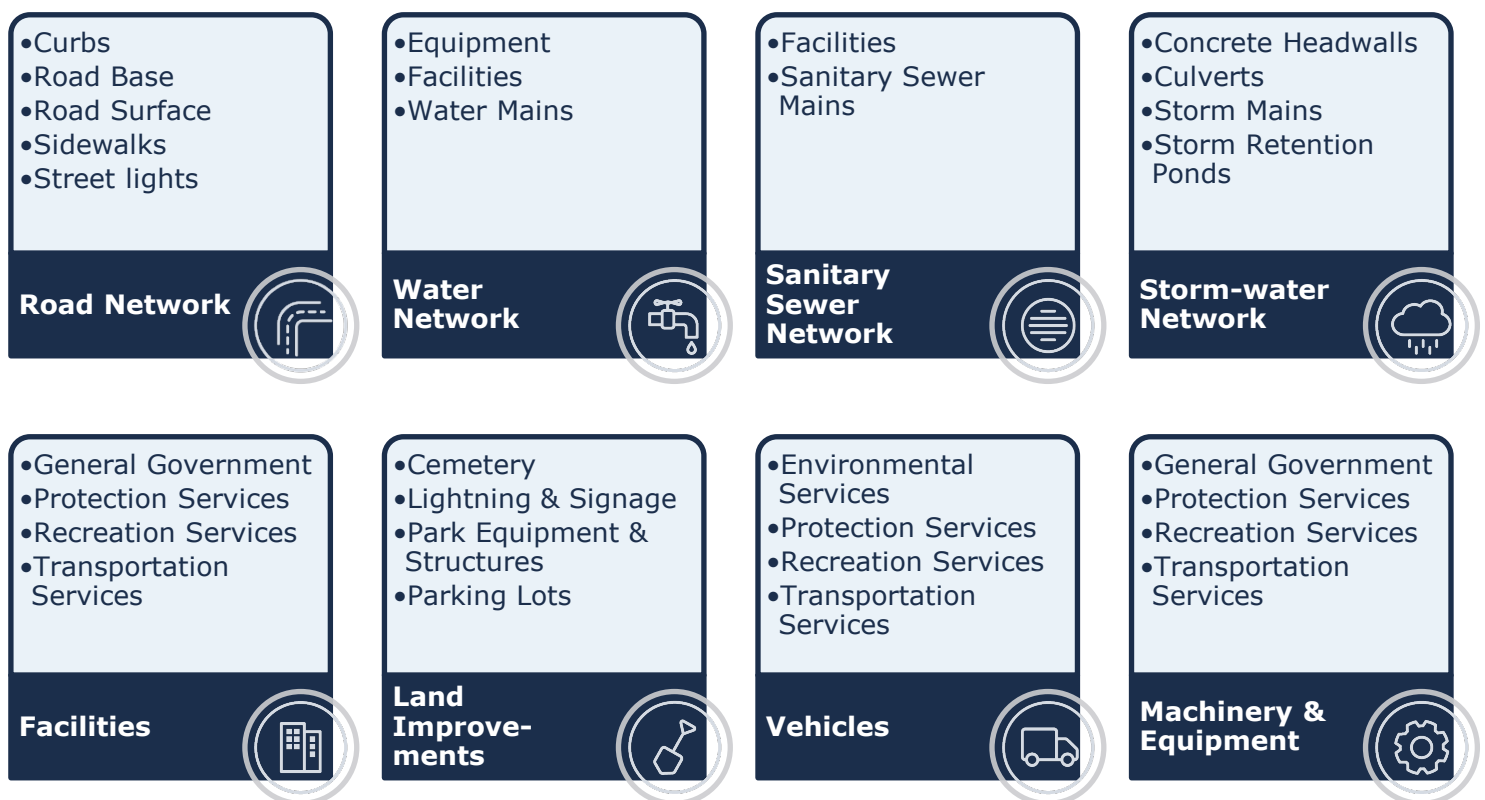 •Curbs
•Road Base
•Road Surface
•Sidewalks
•Street lights
Road Network
•Equipment
•Facilities
•Water Mains
Water
Network
•Facilities
•Sanitary Sewer
Mains
Sanitary
Sewer
Network
•Concrete Headwalls
•Culverts
•Storm Mains
•Storm Retention
Ponds
Storm-water
Network
•General Government
•Protection Services
•Recreation Services
•Transportation
Services
Facilities
•Cemetery
•Lightning & Signage
•Park Equipment &
Structures
•Parking Lots
Land
Improve-
ments
•Environmental
Services
•Protection Services
•Recreation Services
•Transportation
Services
Vehicles
•General Government
•Protection Services
•Recreation Services
•Transportation
Services
Machinery &
Equipment